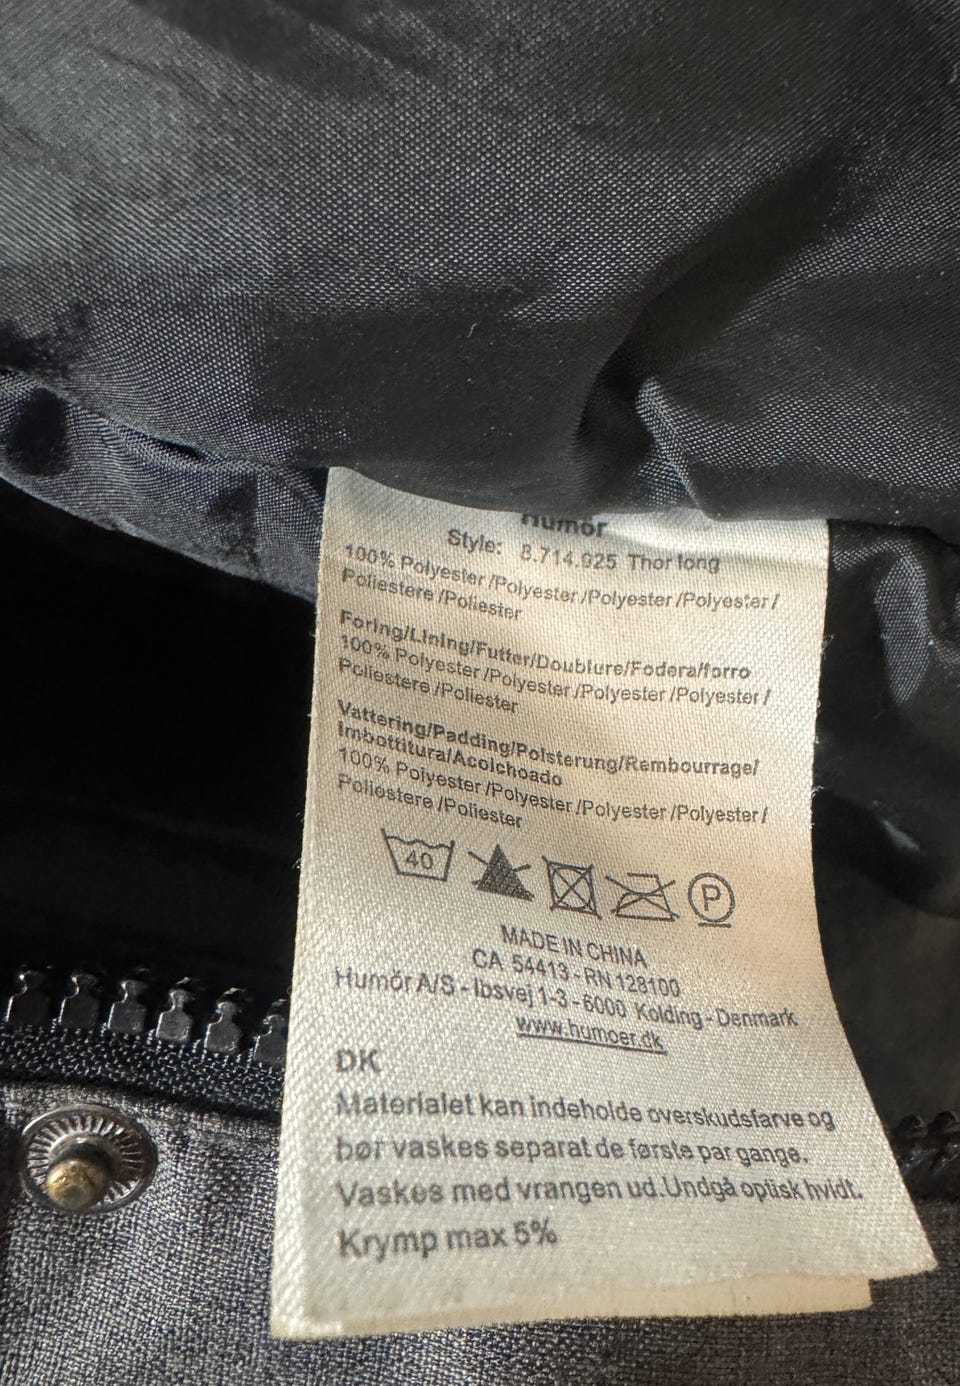 Humör
Style: 8.714.925 Thor long
100% Polyester /Polyester /Polyester /Polyester /
Poliestere /Poliester
Foring/Lining/Futter/Doublure/Fodera/forro
100% Polyester /Polyester /Polyester /Polyester /
Poliestere /Poliester
Vattering/Padding/Polsterung/Rembourrage/
Imbottitura/Acolchoado
100% Polyester /Polyester /Polyester /Polyester /
Poliestere /Poliester
40 P
MADE IN CHINA
CA 54413 - RN 128100
Humör A/S - Ibsvej 1-3 - 6000 Kolding - Denmark
www.humoer.dk
DK
Materialet kan indeholde overskudsfarve og
bør vaskes separat de første par gange.
Vaskes med vrangen ud.Undgå optisk hvidt.
Krymp max 5%